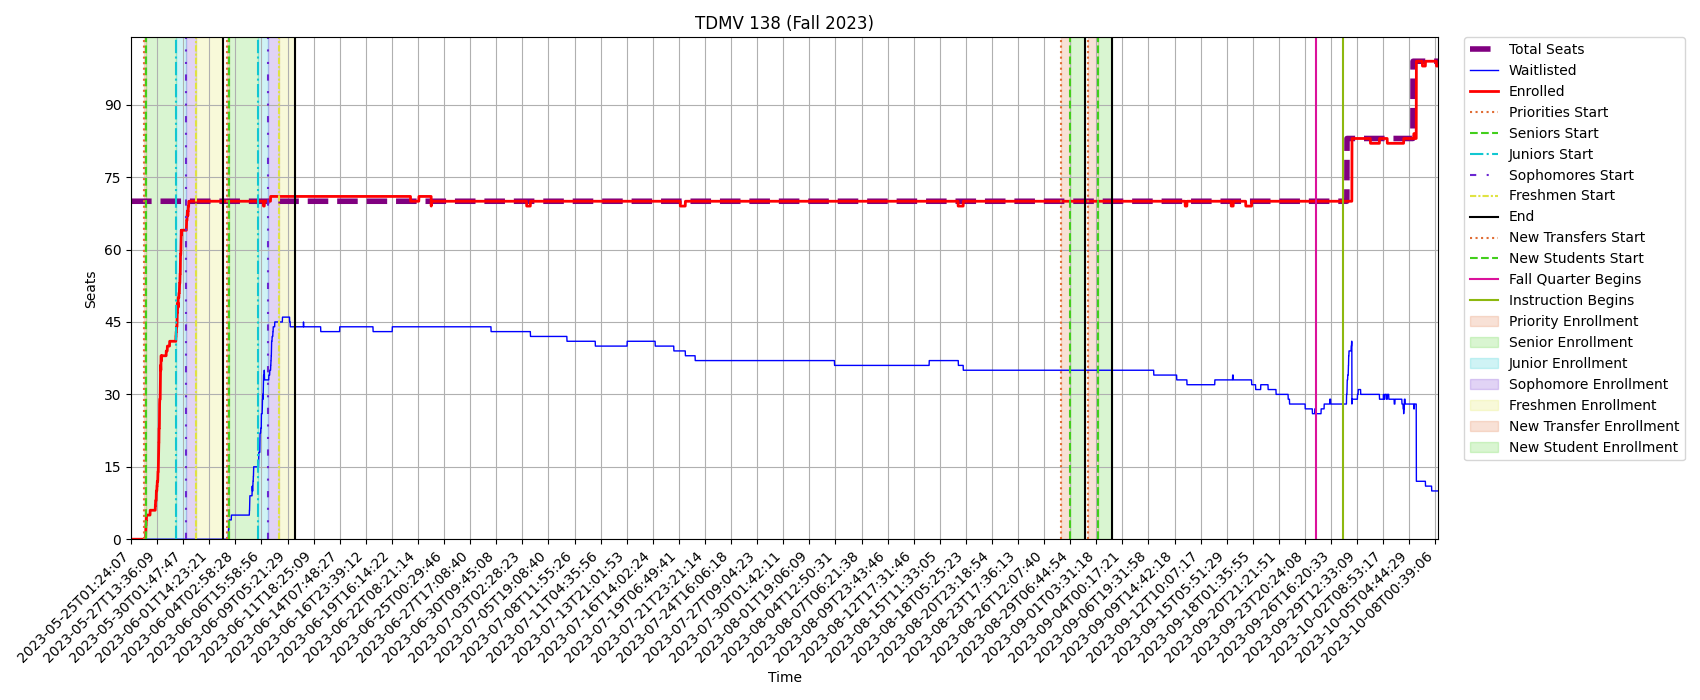 TDMV 138 (Fall 2023)
Seats
90
75
60
45
30
15
0
2023-05-25T01:24:07
2023-05-27T13:36:09
2023-05-30T01:47:47
2023-06-01T14:23:21
2023-06-04T02:58:28
2023-06-06T15:58:56
2023-06-09T05:21:29
2023-06-11T18:25:09
2023-06-14T07:48:27
2023-06-16T23:39:12
2023-06-19T16:14:22
2023-06-22T08:21:14
2023-06-25T00:29:46
2023-06-27T17:08:40
2023-06-30T09:45:08
2023-07-03T02:28:23
2023-07-05T19:08:40
2023-07-08T11:55:26
2023-07-11T04:35:56
2023-07-13T21:01:53
2023-07-16T14:02:24
2023-07-19T06:49:41
2023-07-21T23:21:14
2023-07-24T16:06:18
2023-07-27T09:04:23
2023-07-30T01:42:11
2023-08-01T19:06:09
2023-08-04T12:50:31
2023-08-07T06:21:38
2023-08-09T23:43:46
2023-08-12T17:31:46
2023-08-15T11:33:05
2023-08-18T05:25:23
2023-08-20T23:18:54
2023-08-23T17:36:13
2023-08-26T12:07:40
2023-08-29T06:44:54
2023-09-01T03:31:18
2023-09-04T00:17:21
2023-09-06T19:31:58
2023-09-09T14:42:18
2023-09-12T10:07:17
2023-09-15T05:51:29
2023-09-18T01:35:55
2023-09-20T21:21:51
2023-09-23T20:24:08
2023-09-26T16:20:33
2023-09-29T12:33:09
2023-10-02T08:53:17
2023-10-05T04:44:29
2023-10-08T00:39:06
Time
Total Seats
Waitlisted
Enrolled
Priorities Start
Seniors Start
Juniors Start
Sophomores Start
Freshmen Start
End
New Transfers Start
New Students Start
Fall Quarter Begins
Instruction Begins
Priority Enrollment
Senior Enrollment
Junior Enrollment
Sophomore Enrollment
Freshmen Enrollment
New Transfer Enrollment
New Student Enrollment